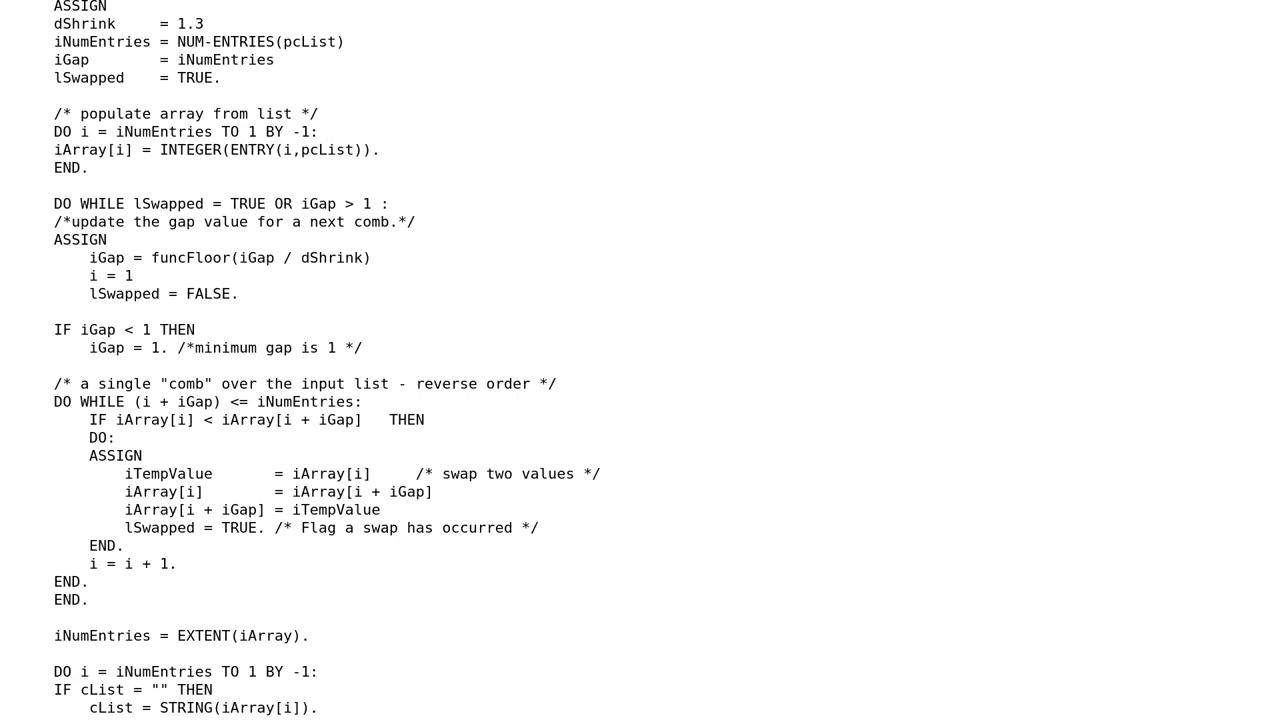 ASSIGN
dShrink     = 1.3
iNumEntries = NUM-ENTRIES(pcList)
iGap        = iNumEntries
lSwapped    = TRUE.

/* populate array from list */
DO i = iNumEntries TO 1 BY -1:
iArray[i] = INTEGER(ENTRY(i,pcList)).
END.

DO WHILE lSwapped = TRUE OR iGap > 1 :
/*update the gap value for a next comb.*/
ASSIGN
    iGap = funcFloor(iGap / dShrink)
    i = 1
    lSwapped = FALSE.

IF iGap < 1 THEN
    iGap = 1. /*minimum gap is 1 */

/* a single "comb" over the input list - reverse order */
DO WHILE (i + iGap) <= iNumEntries:
    IF iArray[i] < iArray[i + iGap]   THEN
    DO:
    ASSIGN
        iTempValue       = iArray[i]     /* swap two values */
        iArray[i]        = iArray[i + iGap]
        iArray[i + iGap] = iTempValue
        lSwapped = TRUE. /* Flag a swap has occurred */
    END.
    i = i + 1.
END.
END.

iNumEntries = EXTENT(iArray).

DO i = iNumEntries TO 1 BY -1:
IF cList = "" THEN
    cList = STRING(iArray[i]).